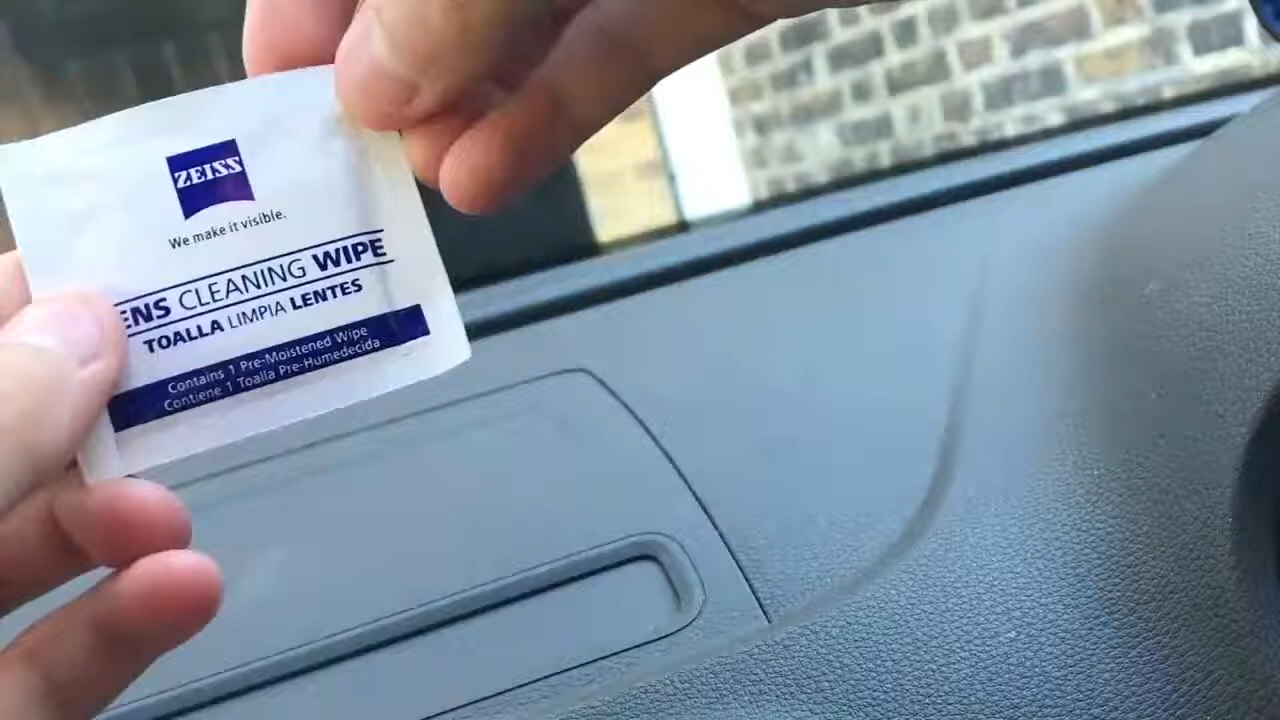 ZEISS
We make it visible.
ENS CLEANING WIPE
TOALLA LIMPIA LENTES
Contains 1 Pre-Moistened Wipe
Contiene 1 Toalla Pre-Humedecida